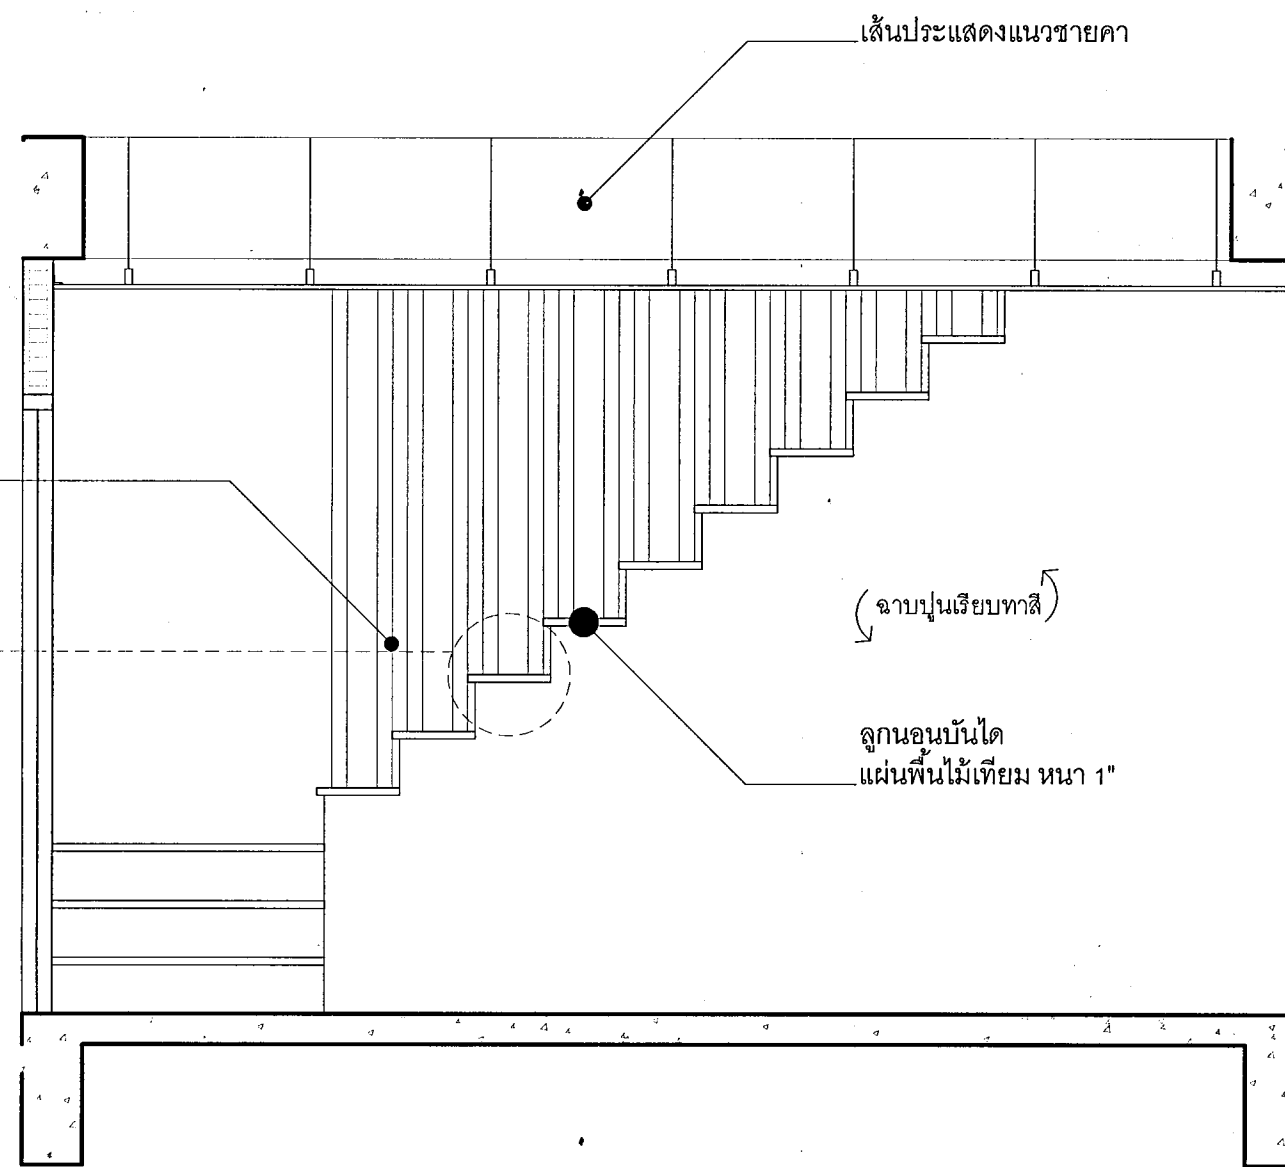 เส้นประแสดงแนวชายคา
ฉาบปูนเรียบทาสี
ลูกนอนบันได
แผ่นพื้นไม้เทียม หนา 1"